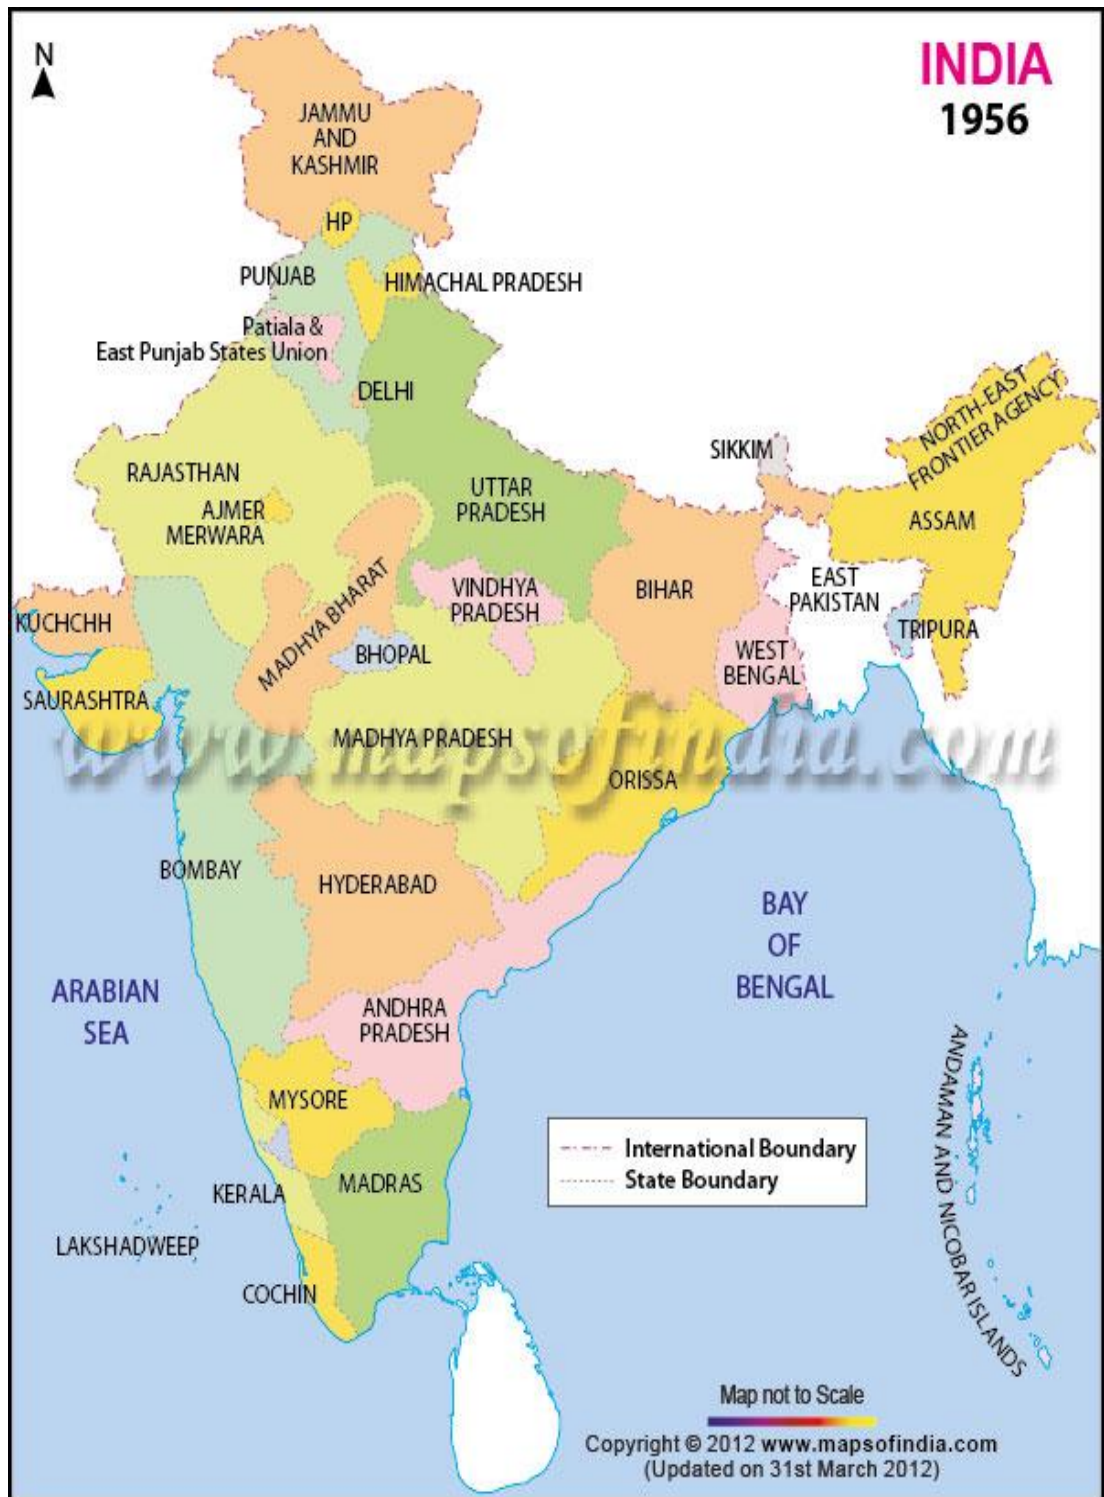 N
INDIA
1956
JAMMU
AND
KASHMIR
HP
PUNJAB
HIMACHAL PRADESH
Patiala &
East Punjab States Union
DELHI
NORTH-EAST
FRONTIER AGENCY
SIKKIM
RAJASTHAN
UTTAR
PRADESH
AJMER
MERWARA
ASSAM
EAST
PAKISTAN
VINDHYA
PRADESH
BIHAR
MADHYA BHARAT
KUCHCHH
TRIPURA
BHOPAL
WEST
BENGAL
SAURASHTRA
MADHYA PRADESH
www.mapsofindia.com
ORISSA
BOMBAY
HYDERABAD
BAY
OF
BENGAL
ARABIAN
SEA
ANDHRA
PRADESH
MYSORE
ANDAMAN AND NICOBAR ISLANDS
International Boundary
State Boundary
KERALA
MADRAS
LAKSHADWEEP
COCHIN
Map not to Scale
Copyright © 2012 www.mapsofindia.com
(Updated on 31st March 2012)